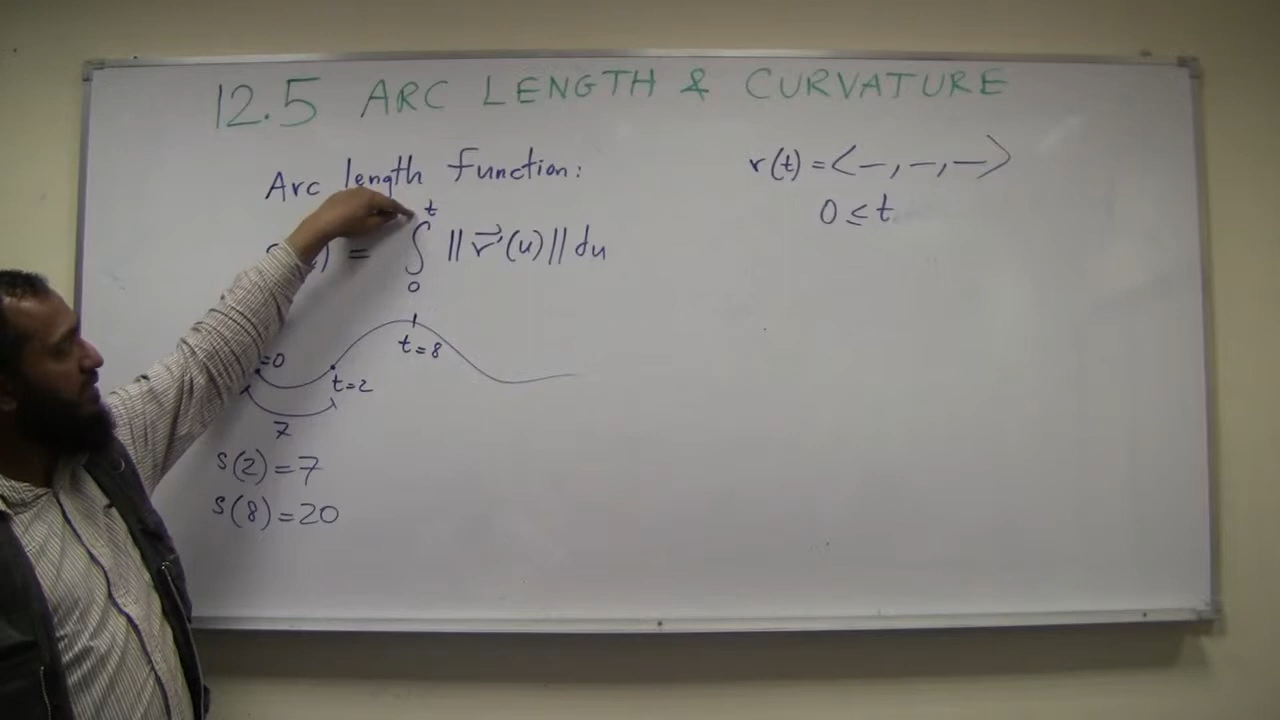 12.5 ARC LENGTH & CURVATURE
Arc length function:
r(t) = <—, —, —>
0 ≤ t
) = ∫₀ᵗ ||r⃗'(u)|| du
=0
t=2
t=8
7
s(2)=7
s(8)=20